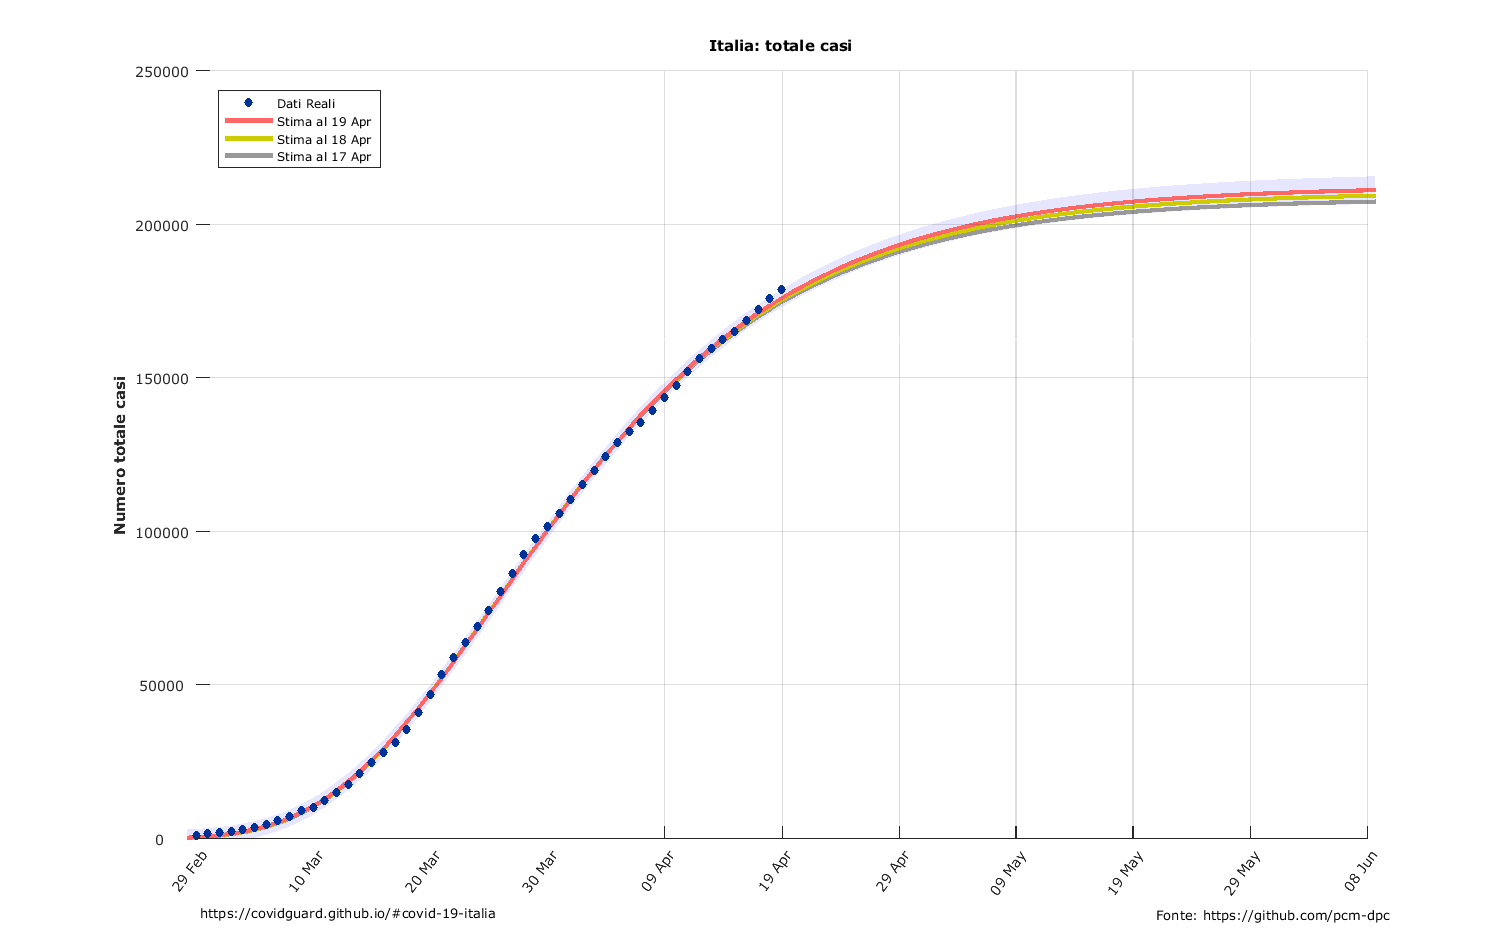 Italia: totale casi
250000
200000
150000
100000
50000
0
Numero totale casi
Dati Reali
Stima al 19 Apr
Stima al 18 Apr
Stima al 17 Apr
29 Feb
10 Mar
20 Mar
30 Mar
09 Apr
19 Apr
29 Apr
09 May
19 May
29 May
08 Jun
https://covidguard.github.io/#covid-19-italia
Fonte: https://github.com/pcm-dpc